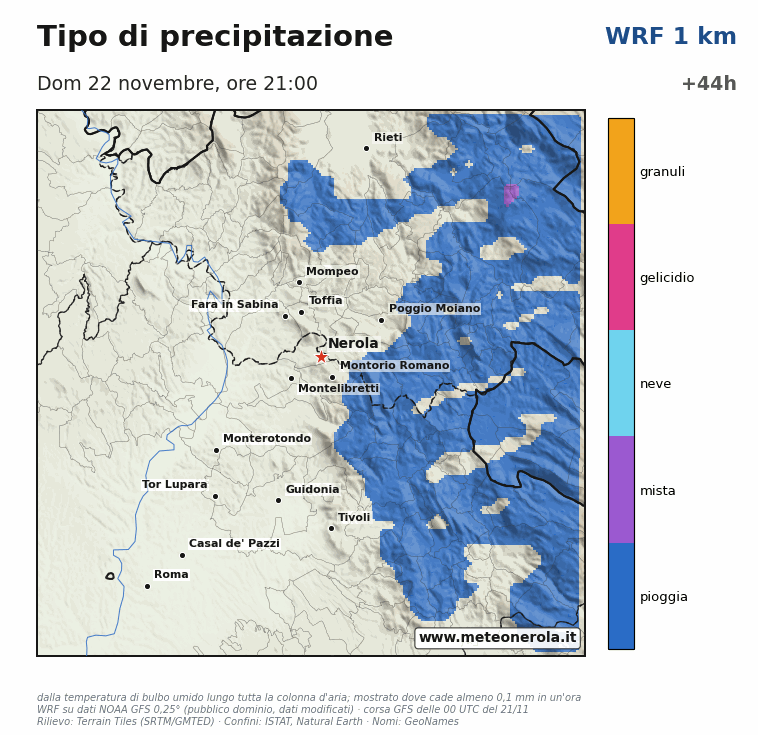 Tipo di precipitazione
WRF 1 km
Dom 22 novembre, ore 21:00
+44h
Rieti
Mompeo
Fara in Sabina
Toffia
Poggio Moiano
Nerola
Montorio Romano
Montelibretti
Monterotondo
Tor Lupara
Guidonia
Tivoli
Casal de' Pazzi
Roma
www.meteonerola.it
granuli
gelicidio
neve
mista
pioggia
dalla temperatura di bulbo umido lungo tutta la colonna d'aria; mostrato dove cade almeno 0,1 mm in un'ora
WRF su dati NOAA GFS 0,25° (pubblico dominio, dati modificati) · corsa GFS delle 00 UTC del 21/11
Rilievo: Terrain Tiles (SRTM/GMTED) · Confini: ISTAT, Natural Earth · Nomi: GeoNames